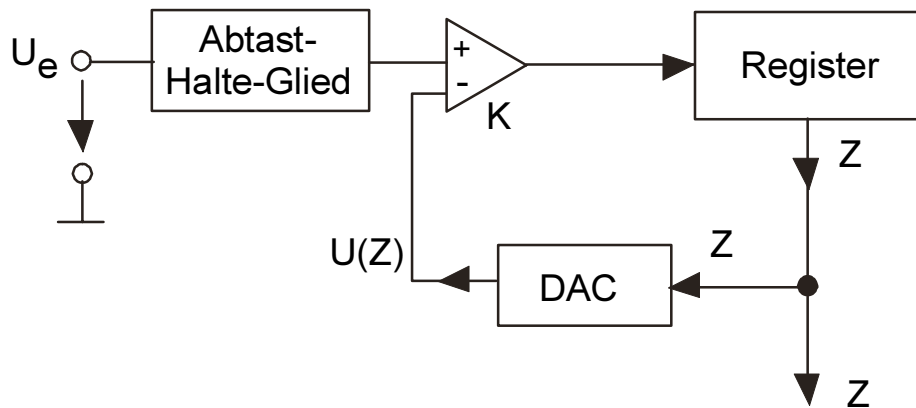 Ue
Abtast-
Halte-Glied
+
-
K
Register
Z
U(Z)
DAC
Z
Z